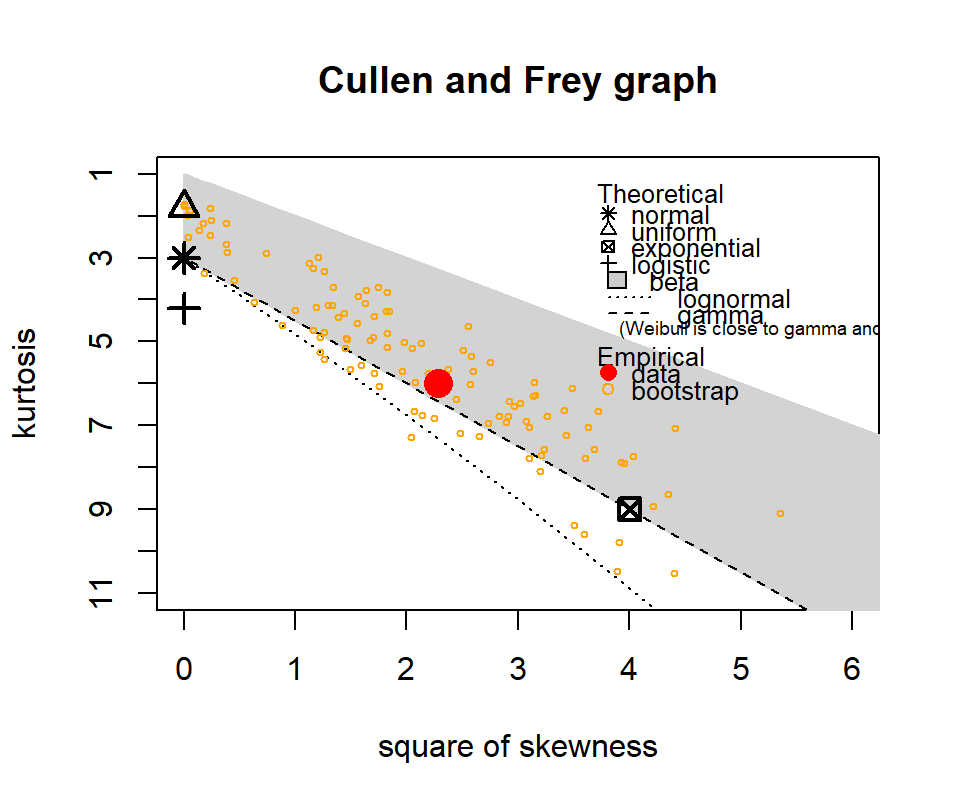 Cullen and Frey graph
kurtosis
1
3
5
7
9
11
Theoretical
normal
uniform
exponential
logistic
beta
lognormal
gamma
(Weibull is close to gamma and
Empirical
data
bootstrap
0 1 2 3 4 5 6
square of skewness